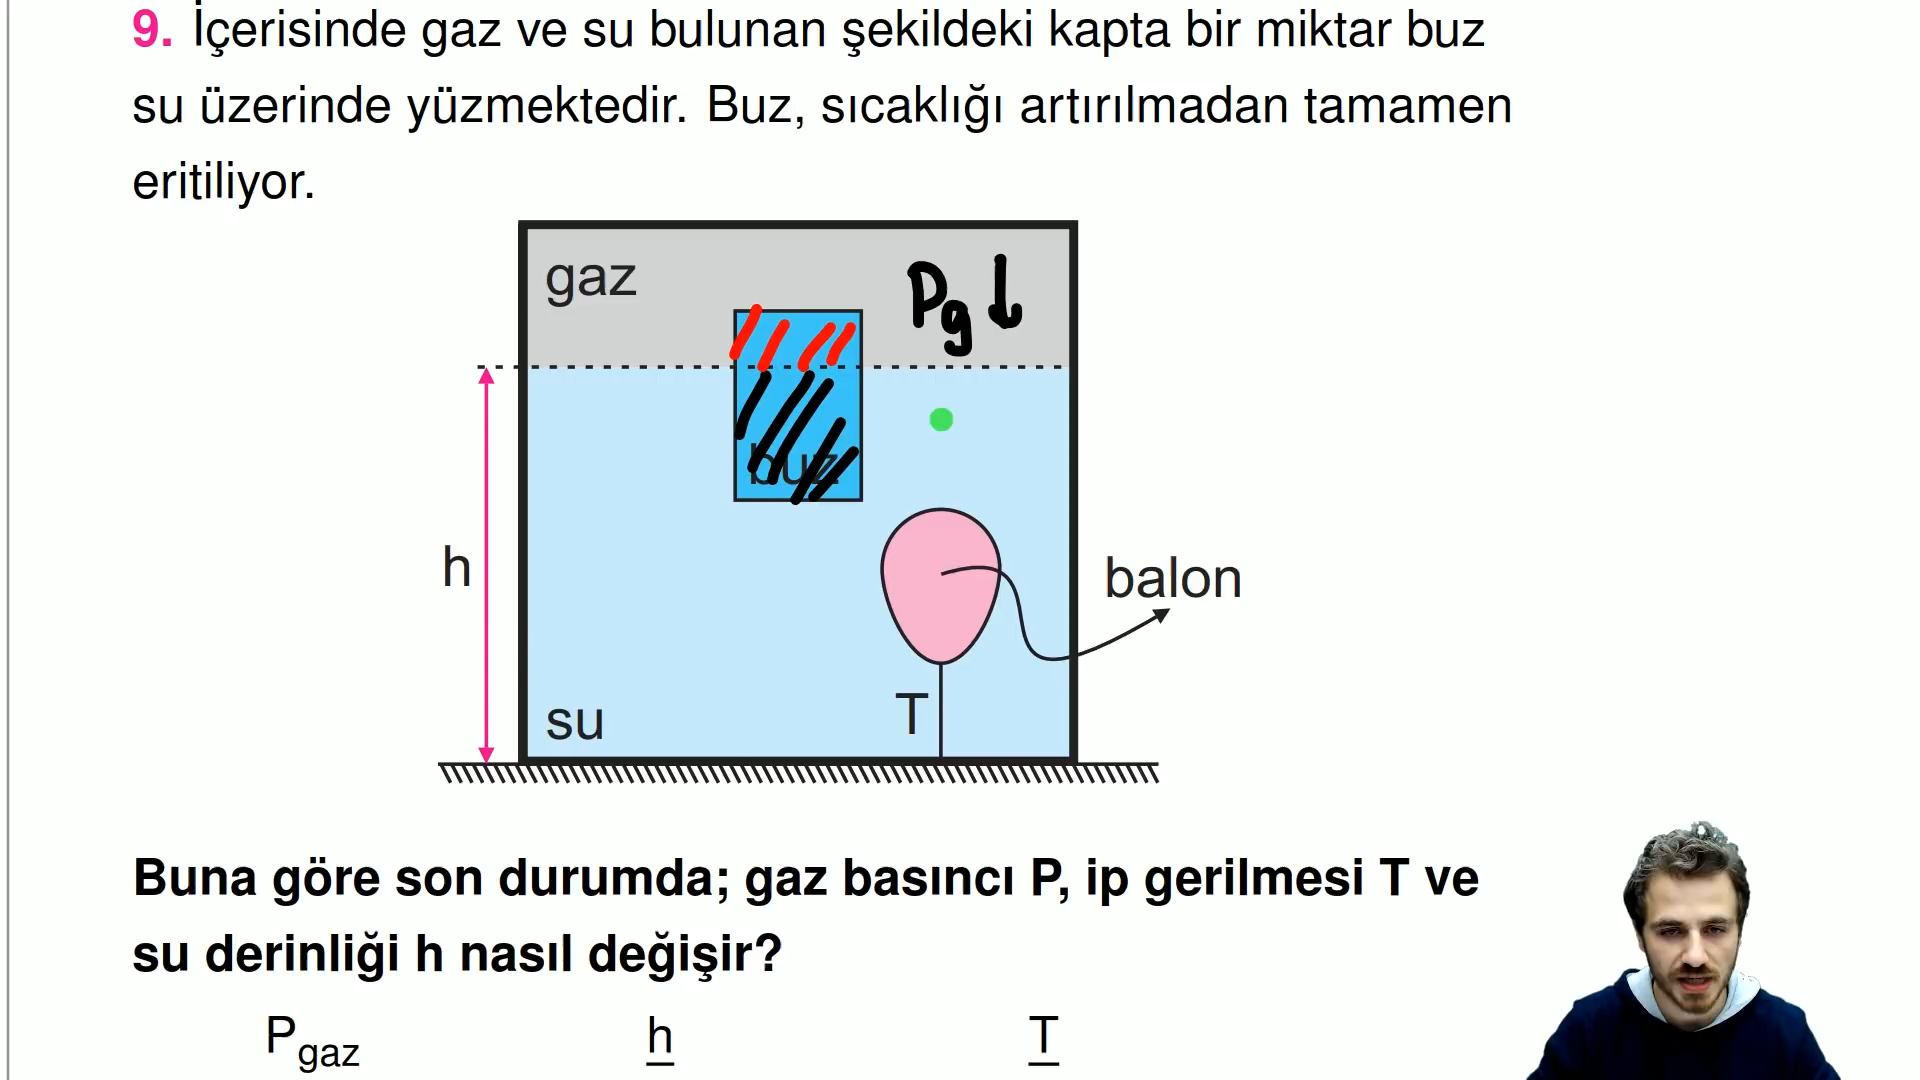 9. İçerisinde gaz ve su bulunan şekildeki kapta bir miktar buz
su üzerinde yüzmektedir. Buz, sıcaklığı artırılmadan tamamen
eritiliyor.
gaz
Pg↓
buz
h
balon
T
su
Buna göre son durumda; gaz basıncı P, ip gerilmesi T ve
su derinliği h nasıl değişir?
Pgaz h T